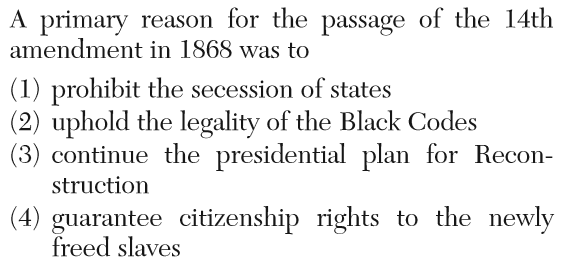 A primary reason for the passage of the 14th
amendment in 1868 was to
(1) prohibit the secession of states
(2) uphold the legality of the Black Codes
(3) continue the presidential plan for Recon-
struction
(4) guarantee citizenship rights to the newly
freed slaves